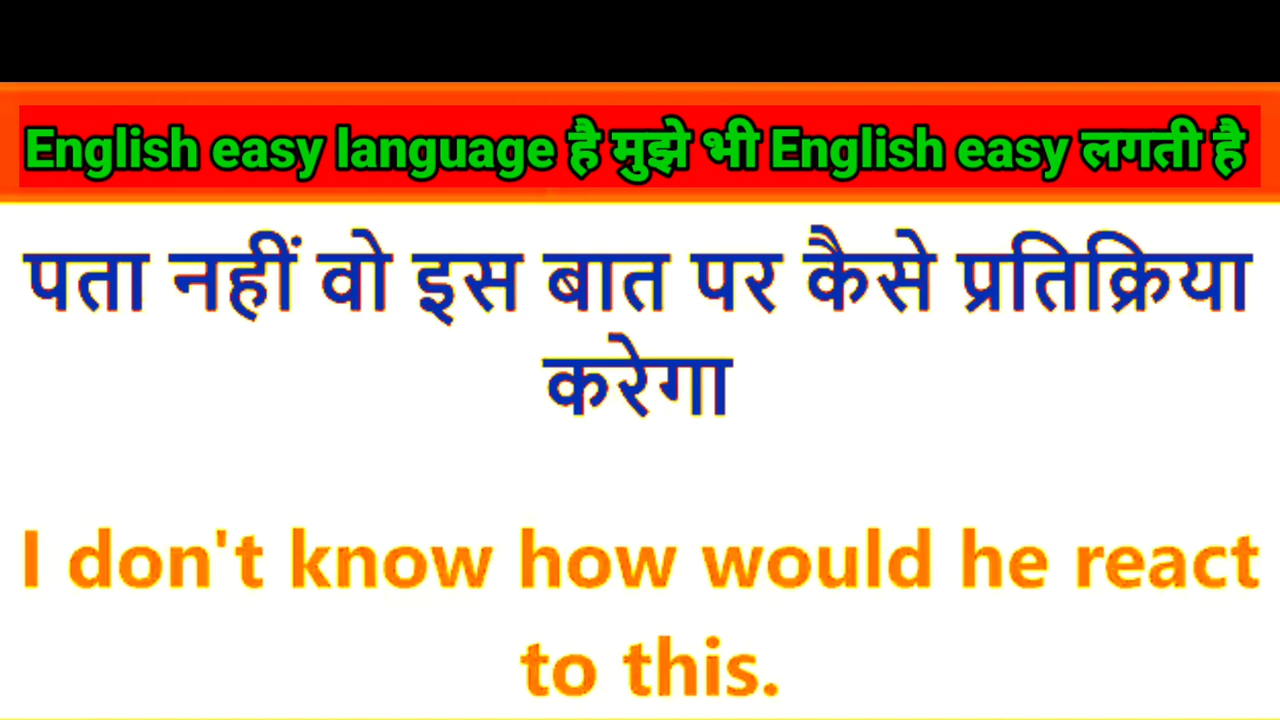 English easy language है मुझे भी English easy लगती है
पता नहीं वो इस बात पर कैसे प्रतिक्रिया
करेगा
I don't know how would he react
to this.